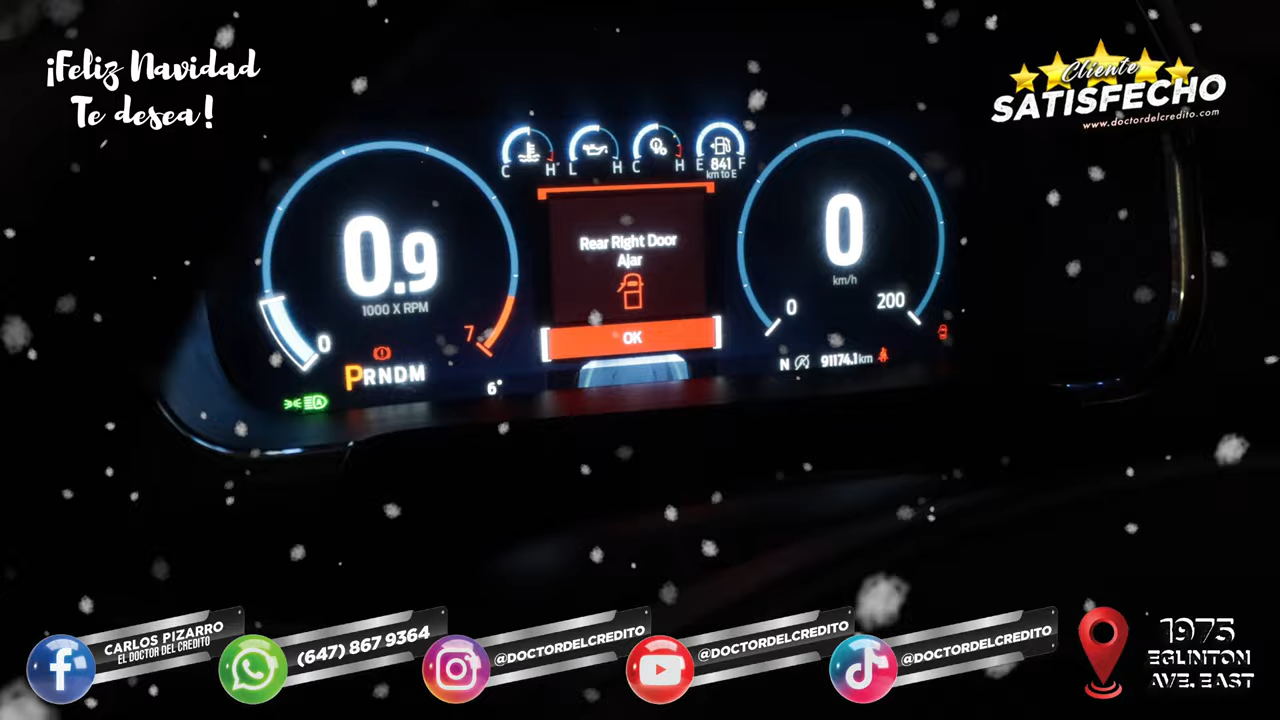 ¡Feliz Navidad
Te desea!
Cliente
SATISFECHO
www.doctordelcredito.com
C H
L H
C H
E 841 F
km to E
0.9
1000 X RPM
0
7
PRNDM
6°
Rear Right Door
Ajar
OK
0
km/h
0
200
N
91174.1 km
CARLOS PIZARRO
EL DOCTOR DEL CREDITO
(647) 867 9364
@DOCTORDELCREDITO
@DOCTORDELCREDITO
@DOCTORDELCREDITO
1975
EGLINTON
AVE. EAST